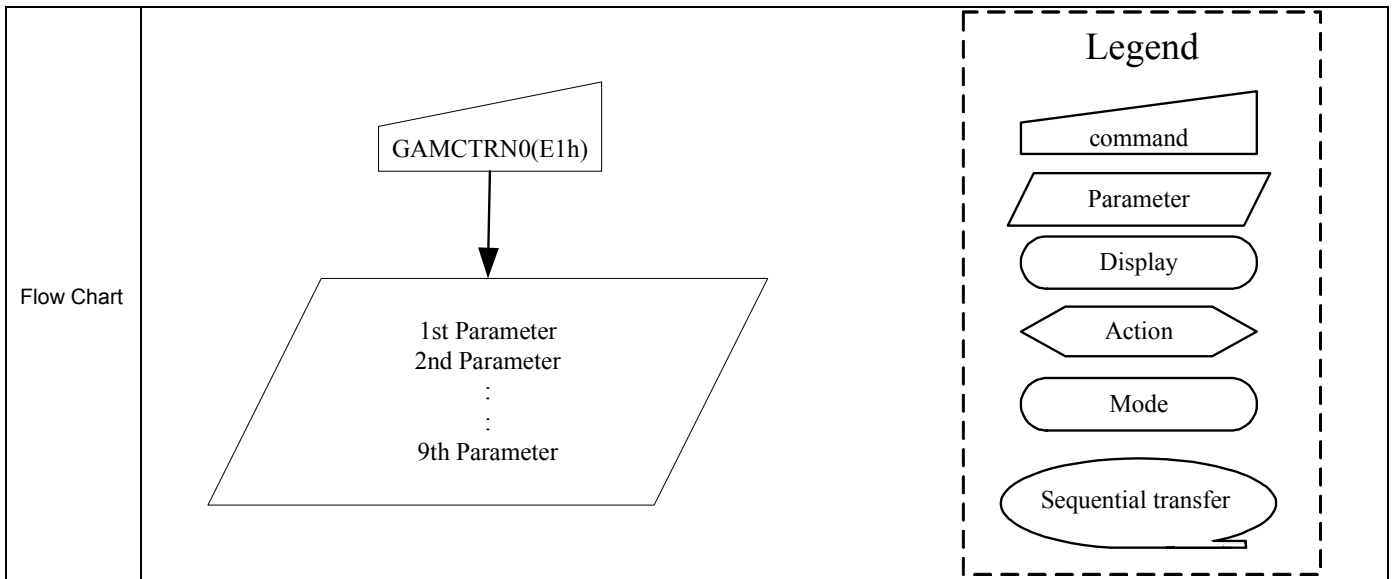 Flow Chart
GAMCTRN0(E1h)
1st Parameter
2nd Parameter
:
:
9th Parameter
Legend
command
Parameter
Display
Action
Mode
Sequential transfer